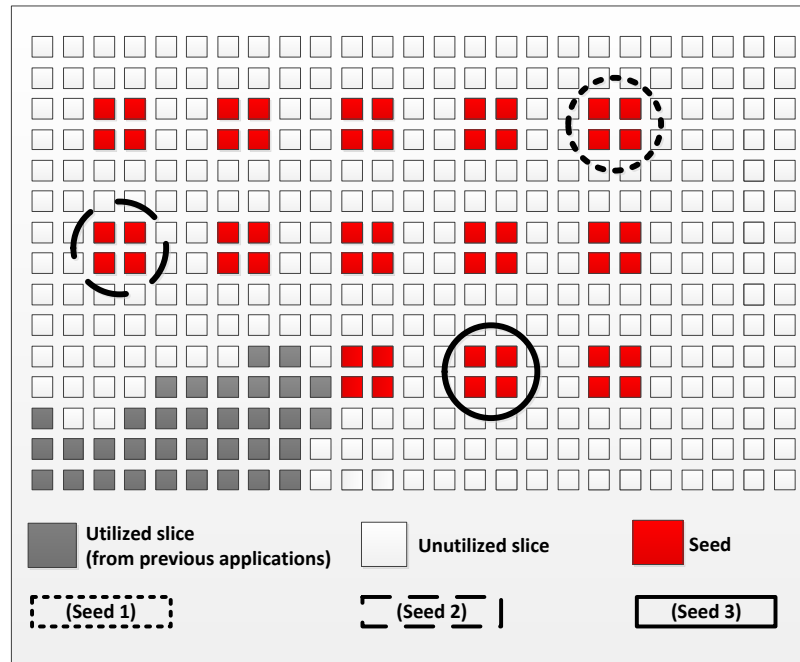 Utilized slice
(from previous applications)
Unutilized slice
Seed
(Seed 1)
(Seed 2)
(Seed 3)